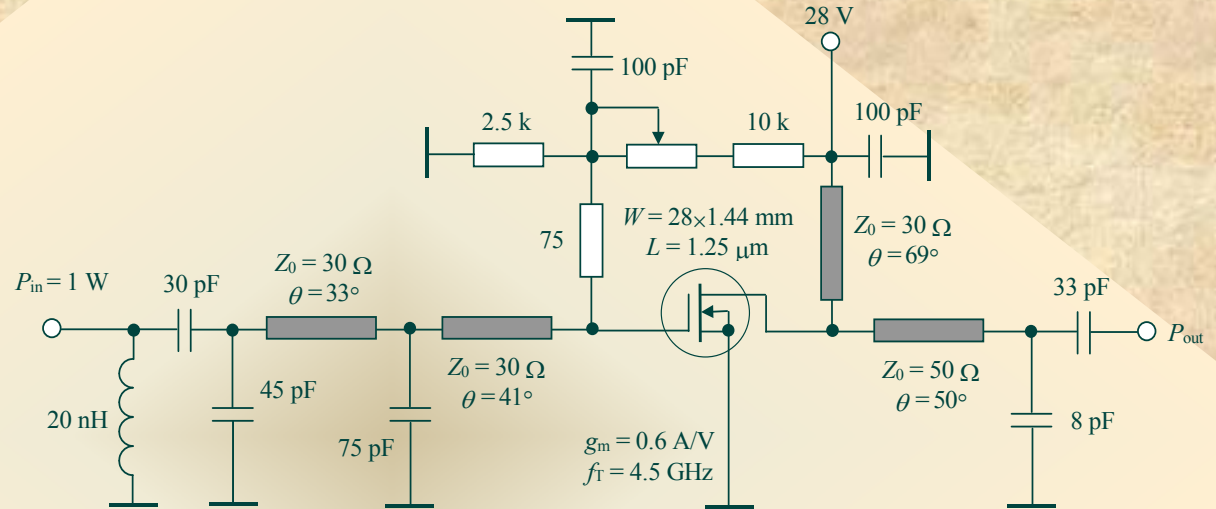 28 V
100 pF
2.5 k
10 k
100 pF
75
W = 28×1.44 mm
L = 1.25 μm
Z0 = 30 Ω
θ = 69°
Pin = 1 W
30 pF
Z0 = 30 Ω
θ = 33°
33 pF
Pout
20 nH
45 pF
75 pF
Z0 = 30 Ω
θ = 41°
Z0 = 50 Ω
θ = 50°
8 pF
gm = 0.6 A/V
fT = 4.5 GHz